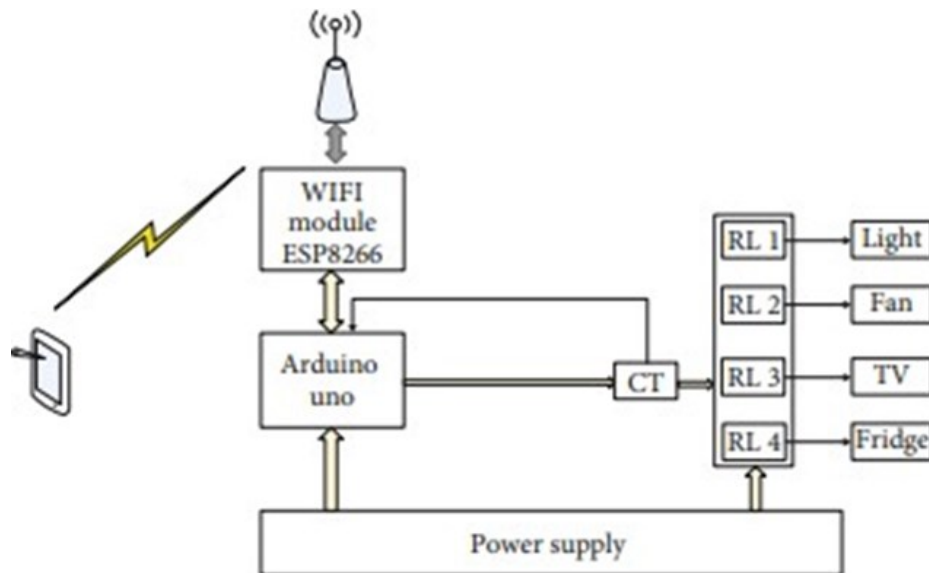 WIFI
module
ESP8266
Arduino
uno
CT
RL 1
RL 2
RL 3
RL 4
Light
Fan
TV
Fridge
Power supply